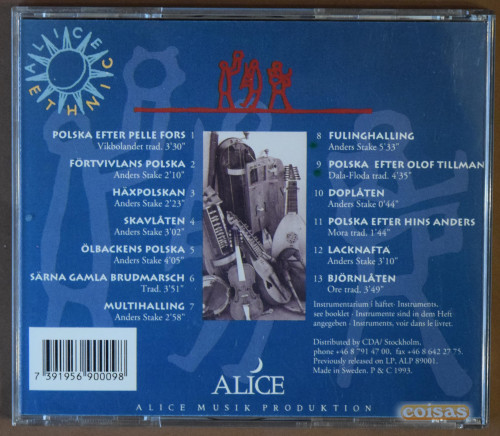 ALICE
ETHNIC
POLSKA EFTER PELLE FORS 1
Vikbolandet trad. 3'30"
FÖRTVIVLANS POLSKA 2
Anders Stake 2'10"
HÄXPOLSKAN 3
Anders Stake 2'23"
SKAVLÅTEN 4
Anders Stake 3'02"
ÖLBACKENS POLSKA 5
Anders Stake 4'05"
SÄRNA GAMLA BRUDMARSCH 6
Trad. 3'51"
MULTIHALLING 7
Anders Stake 2'58"
8 FULINGHALLING
Anders Stake 5'33"
9 POLSKA EFTER OLOF TILLMAN
Dala-Floda trad. 4'35"
10 DOPLÅTEN
Anders Stake 0'44"
11 POLSKA EFTER HINS ANDERS
Mora trad. 1'44"
12 LACKNAFTA
Anders Stake 3'10"
13 BJÖRNLÅTEN
Ore trad. 3'49"
Instrumentarium i häftet · Instruments,
see booklet · Instrumente sind in dem Heft
angegeben · Instruments, voir dans le livret.
Distributed by CDA/ Stockholm.
phone +46 8 791 47 00, fax +46 8 642 27 75.
Previously released on LP, ALP 89001.
Made in Sweden. P & C 1993.
7 391956 900098
ALICE
ALICE MUSIK PRODUKTION
coisas